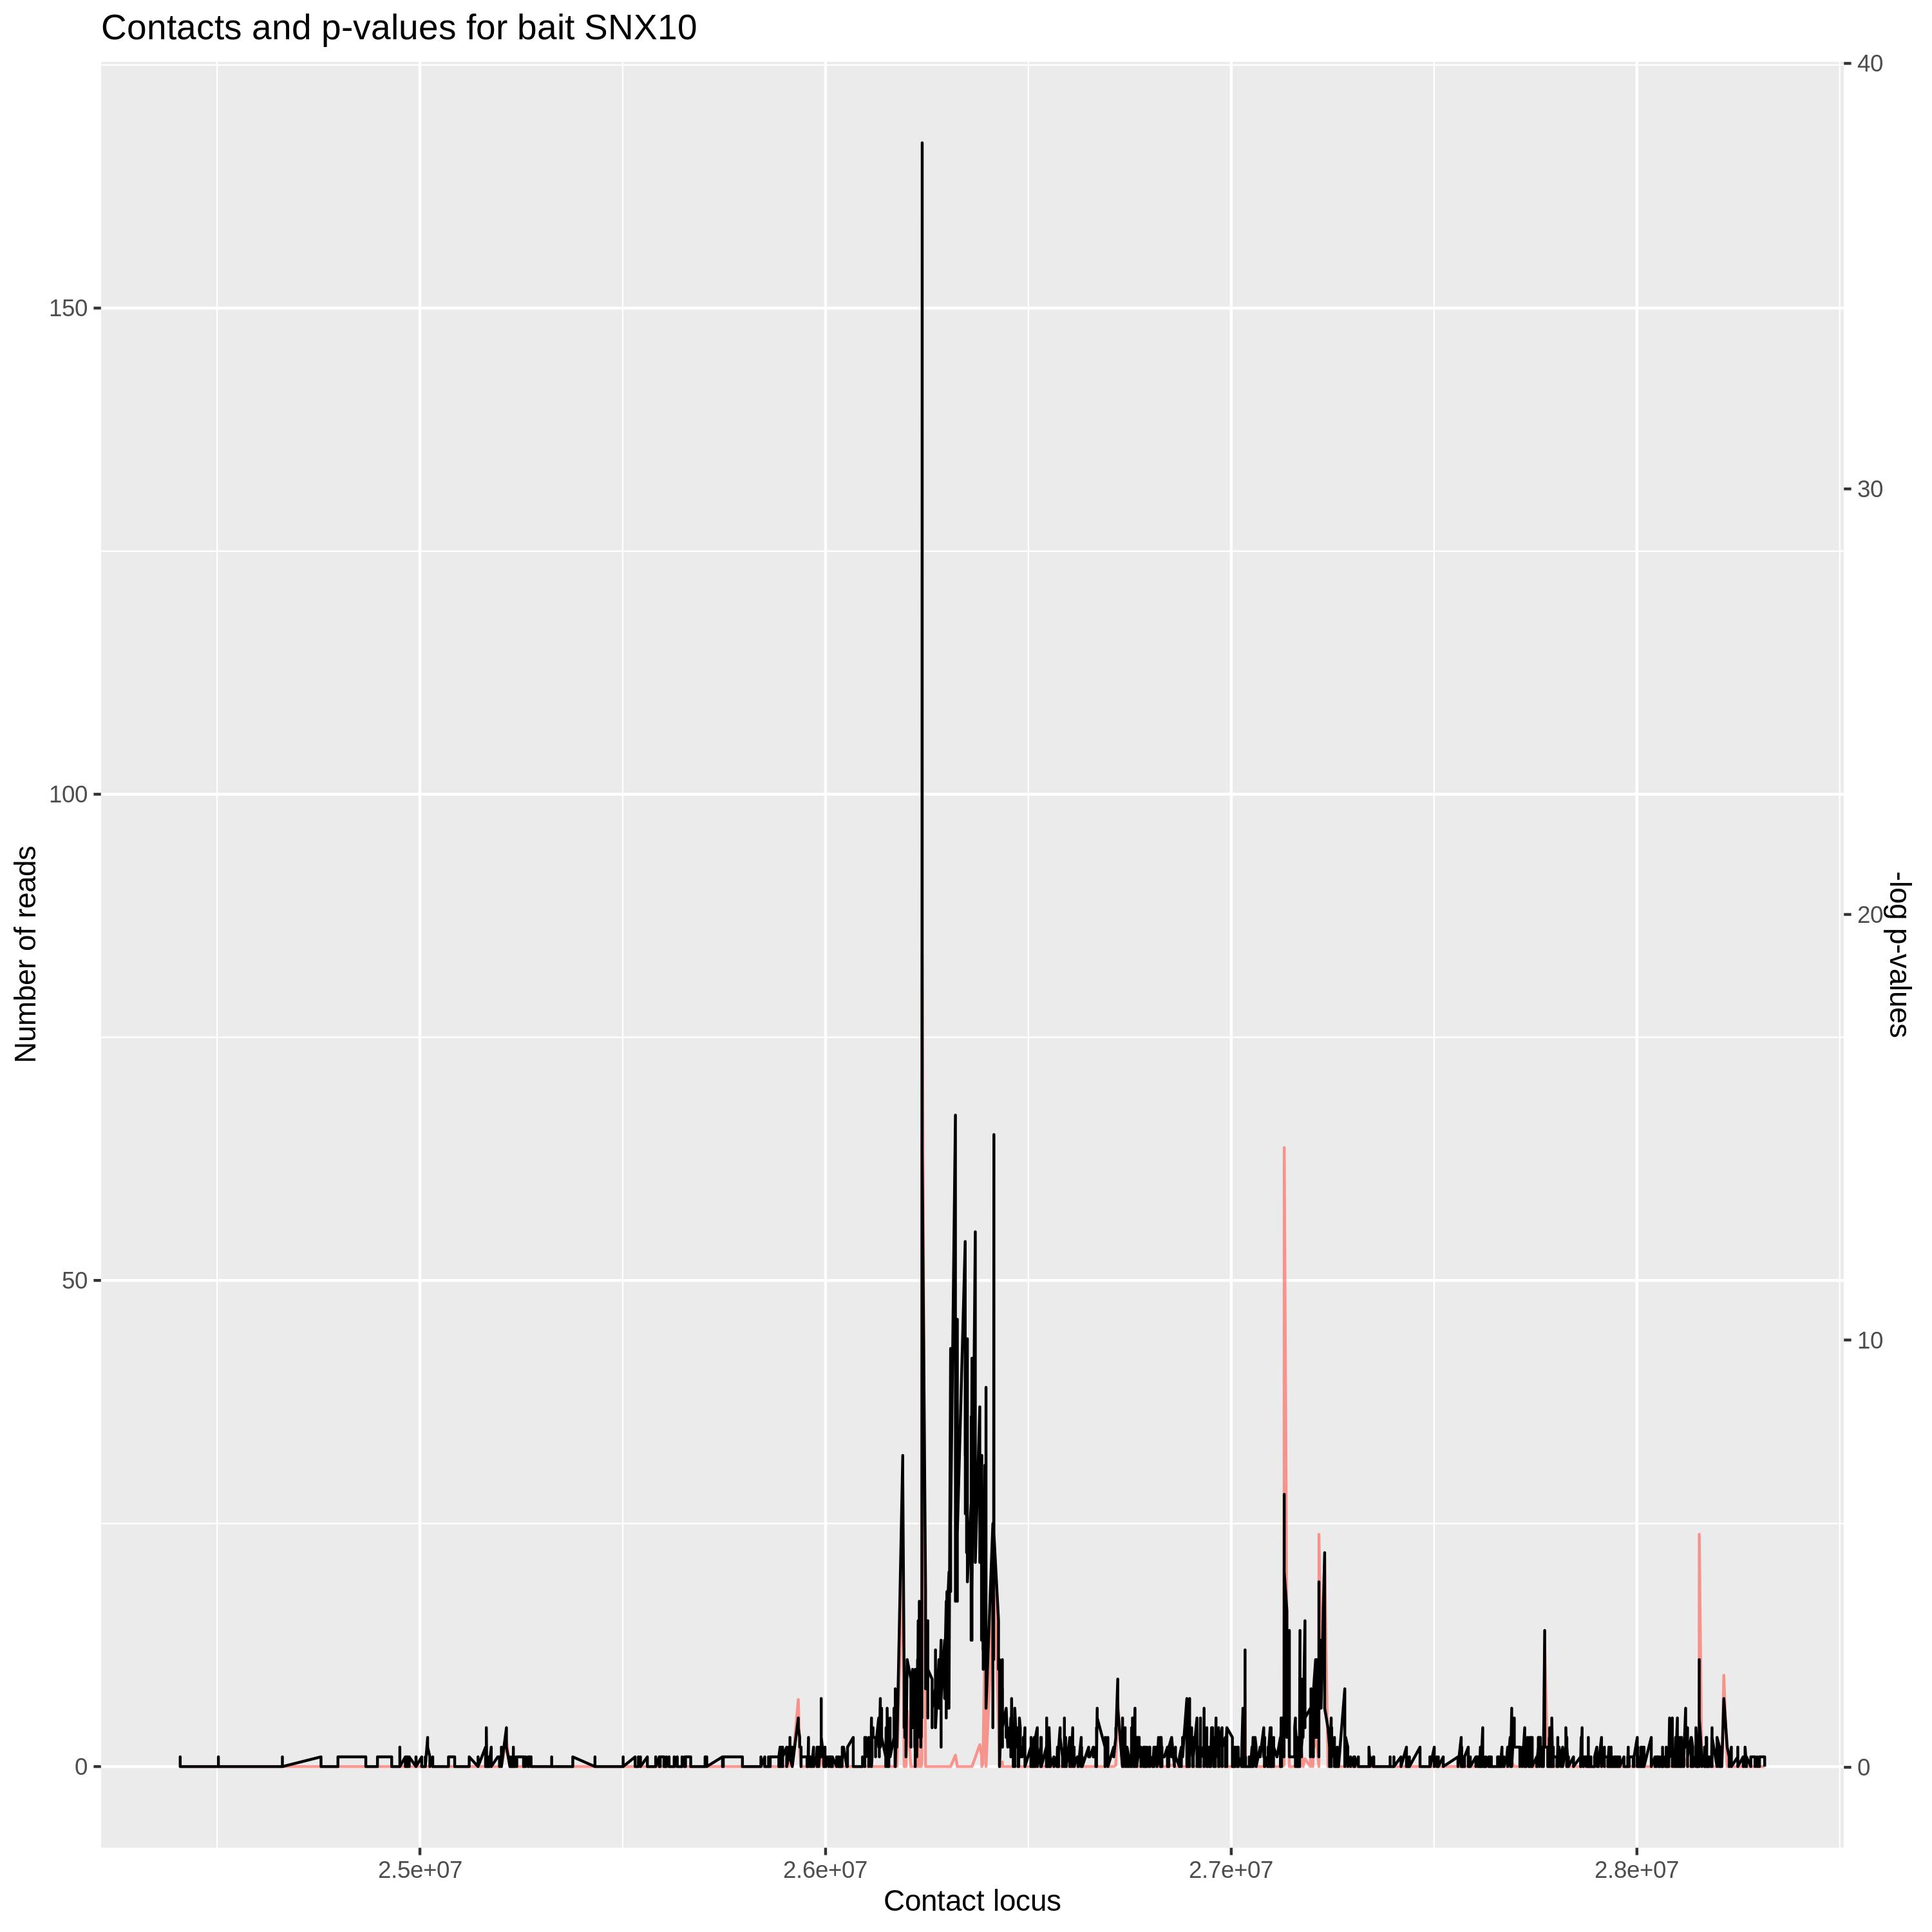 Contacts and p-values for bait SNX10
Number of reads
150
100
50
0
40
30
20
10
0
-log p-values
2.5e+07 2.6e+07 2.7e+07 2.8e+07
Contact locus